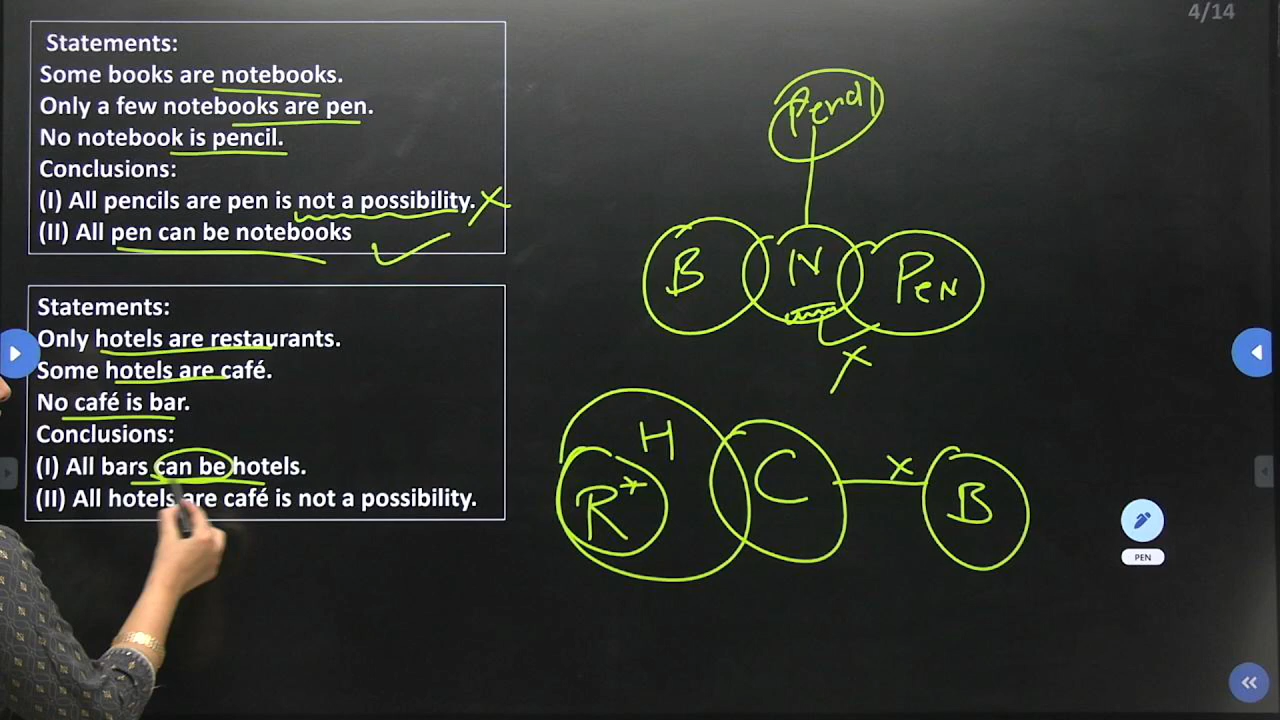 4/14
Statements:
Some books are notebooks.
Only a few notebooks are pen.
No notebook is pencil.
Conclusions:
(I) All pencils are pen is not a possibility.
(II) All pen can be notebooks
Statements:
Only hotels are restaurants.
Some hotels are café.
No café is bar.
Conclusions:
(I) All bars can be hotels.
(II) All hotels are café is not a possibility.
B
N
Pen
H
R
C
B
PEN